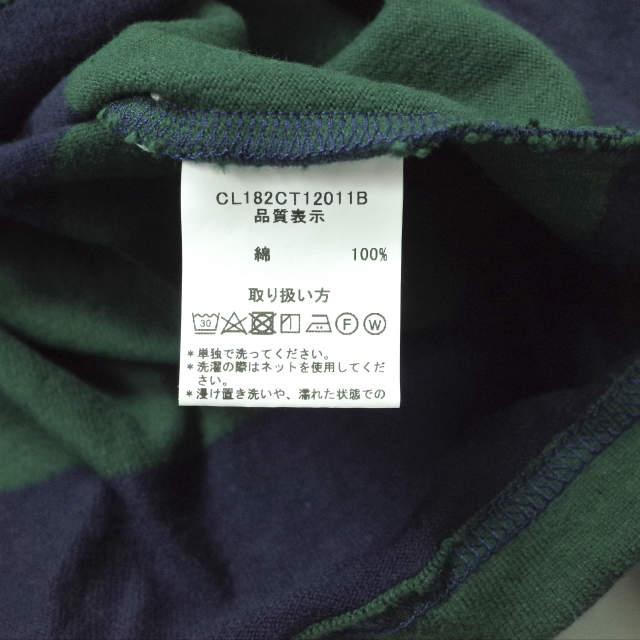 CL182CT12011B
品質表示
綿 100%
取り扱い方
30 F W
*単独で洗ってください。
*洗濯の際はネットを使用してくだ
さい。
*浸け置き洗いや、濡れた状態での